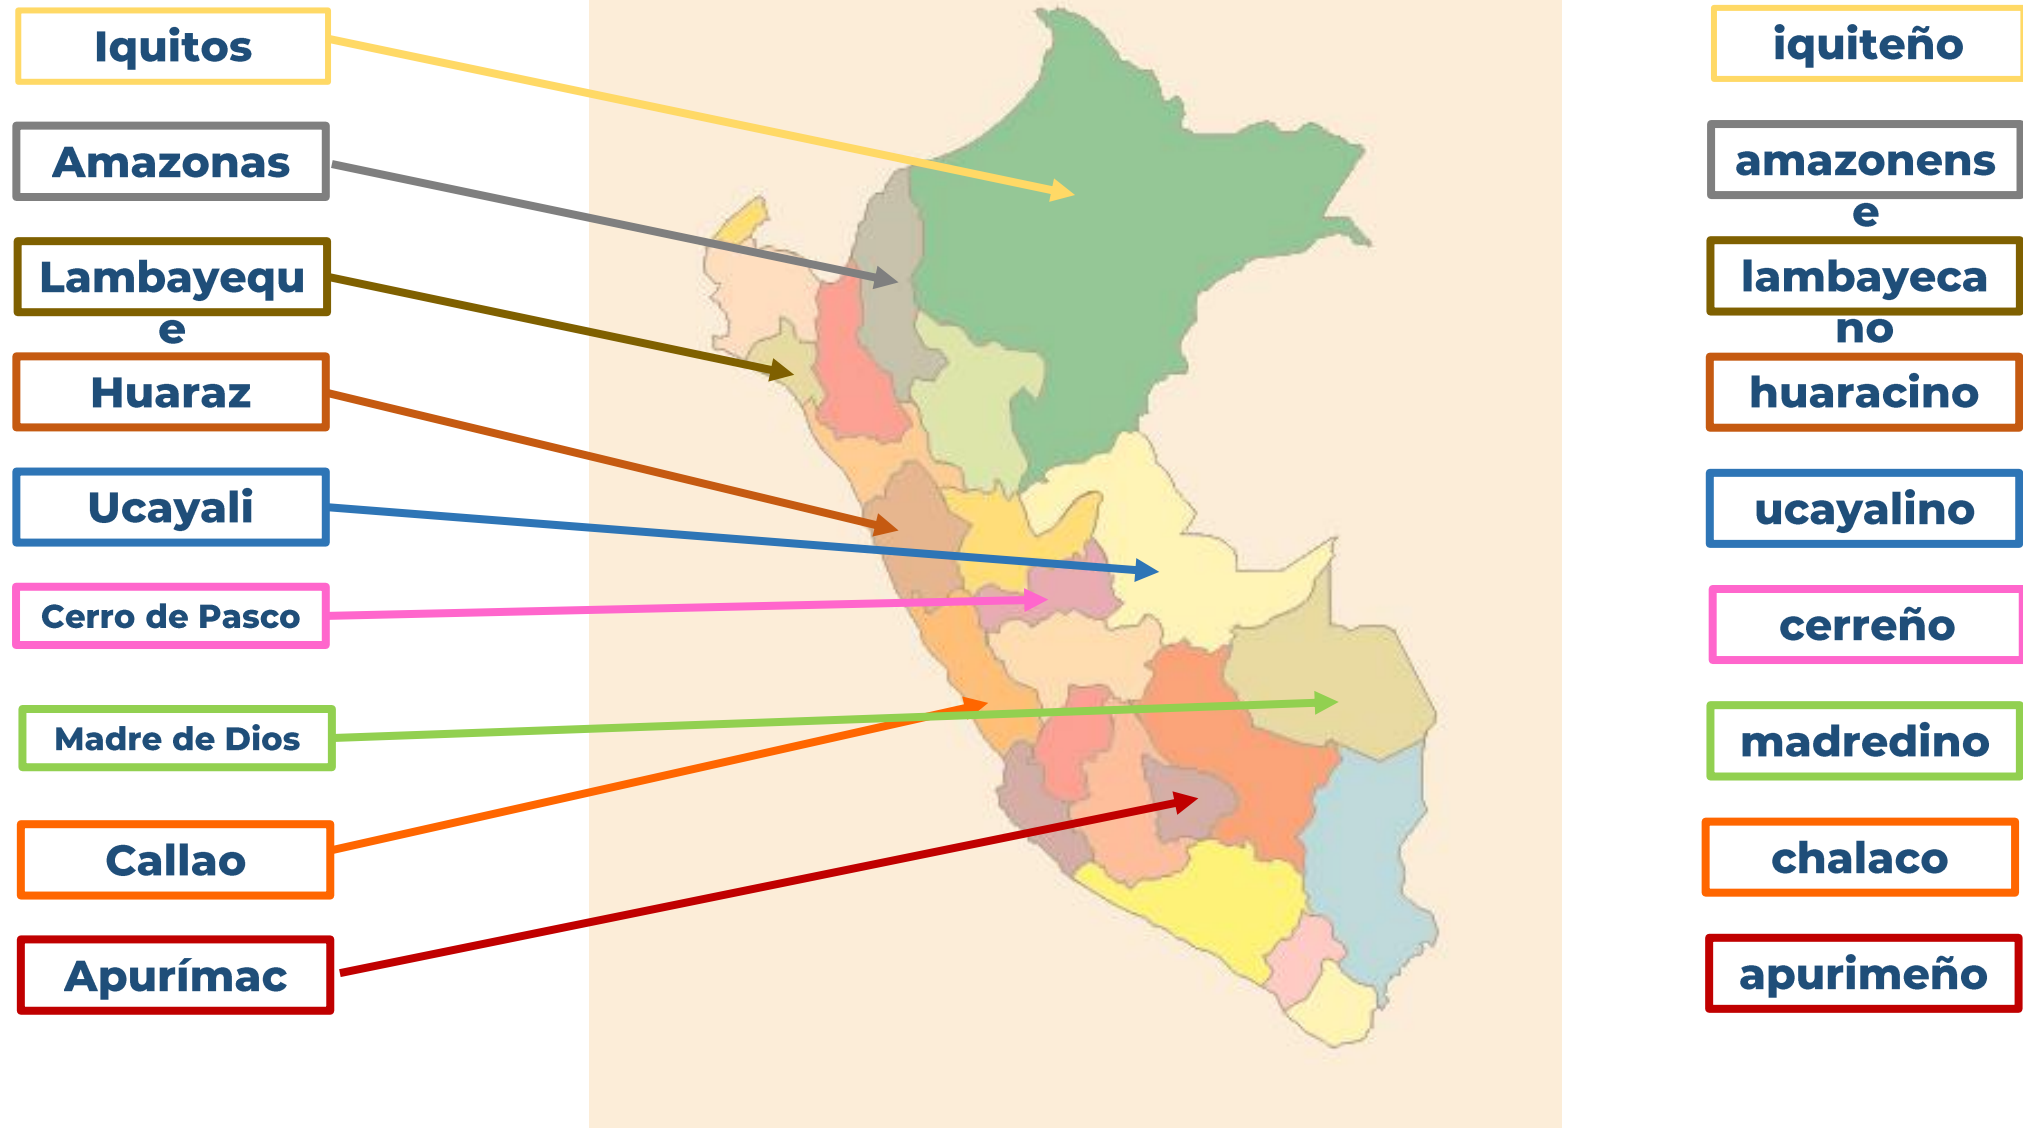 Iquitos
iquiteño
Amazonas
amazonens
e
Lambayequ
e
lambayeca
no
Huaraz
huaracino
Ucayali
ucayalino
Cerro de Pasco
cerreño
Madre de Dios
madredino
Callao
chalaco
Apurímac
apurimeño